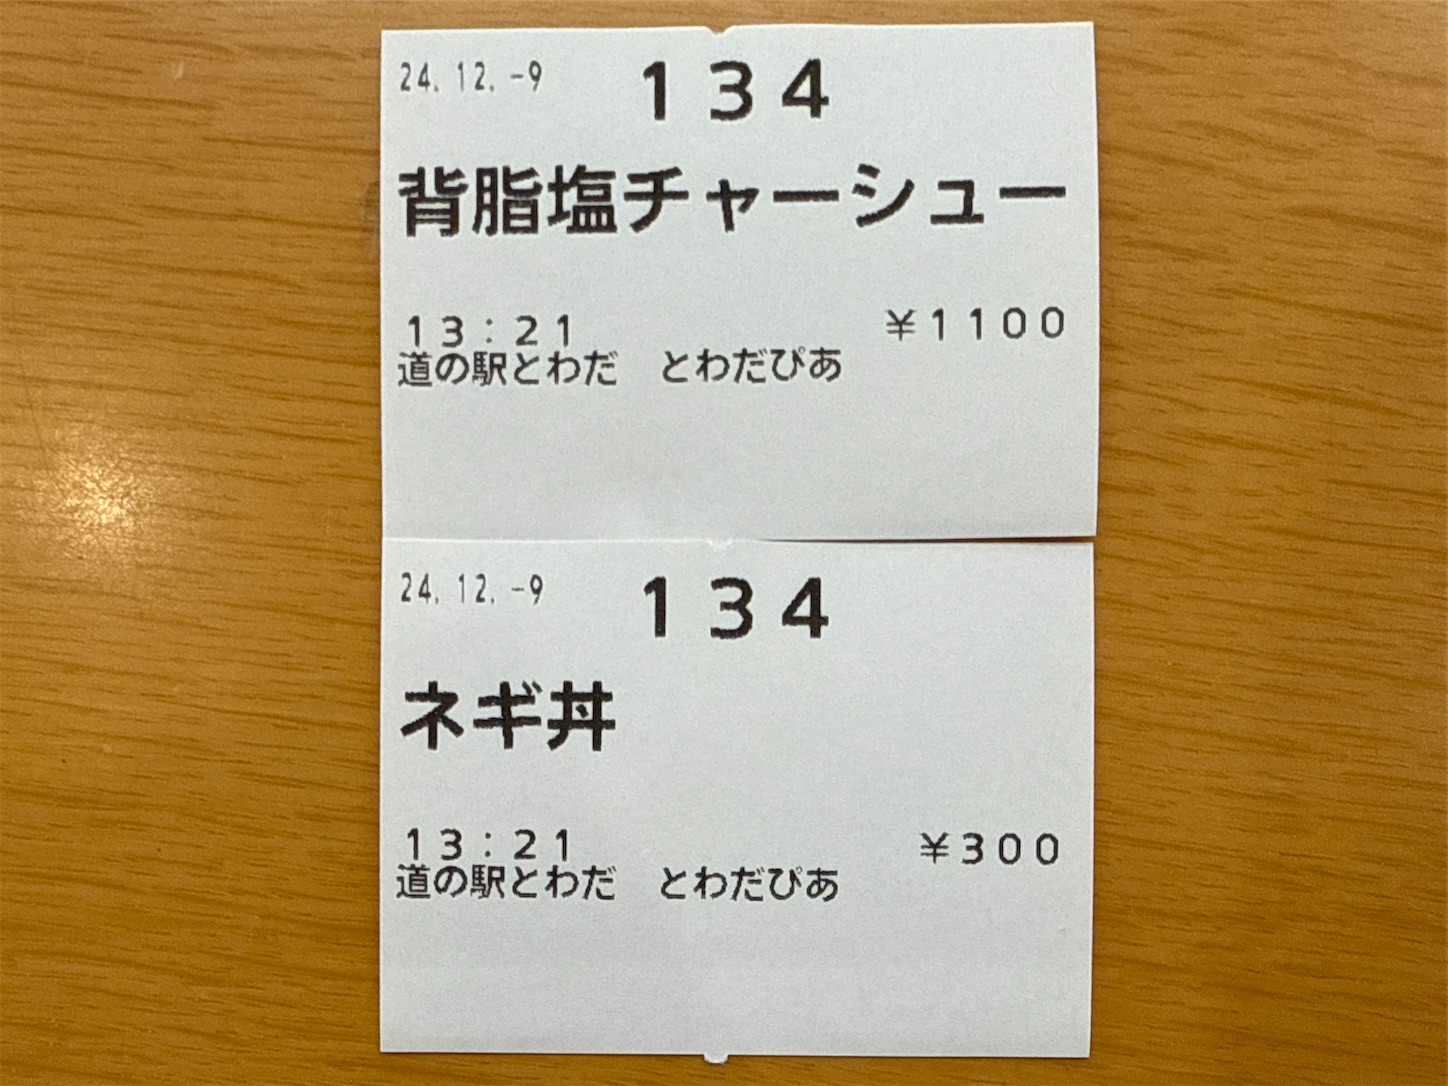 24.12.-9 134
背脂塩チャーシュー
13:21 ¥1100
道の駅とわだ とわだぴあ
24.12.-9 134
ネギ丼
13:21 ¥300
道の駅とわだ とわだぴあ